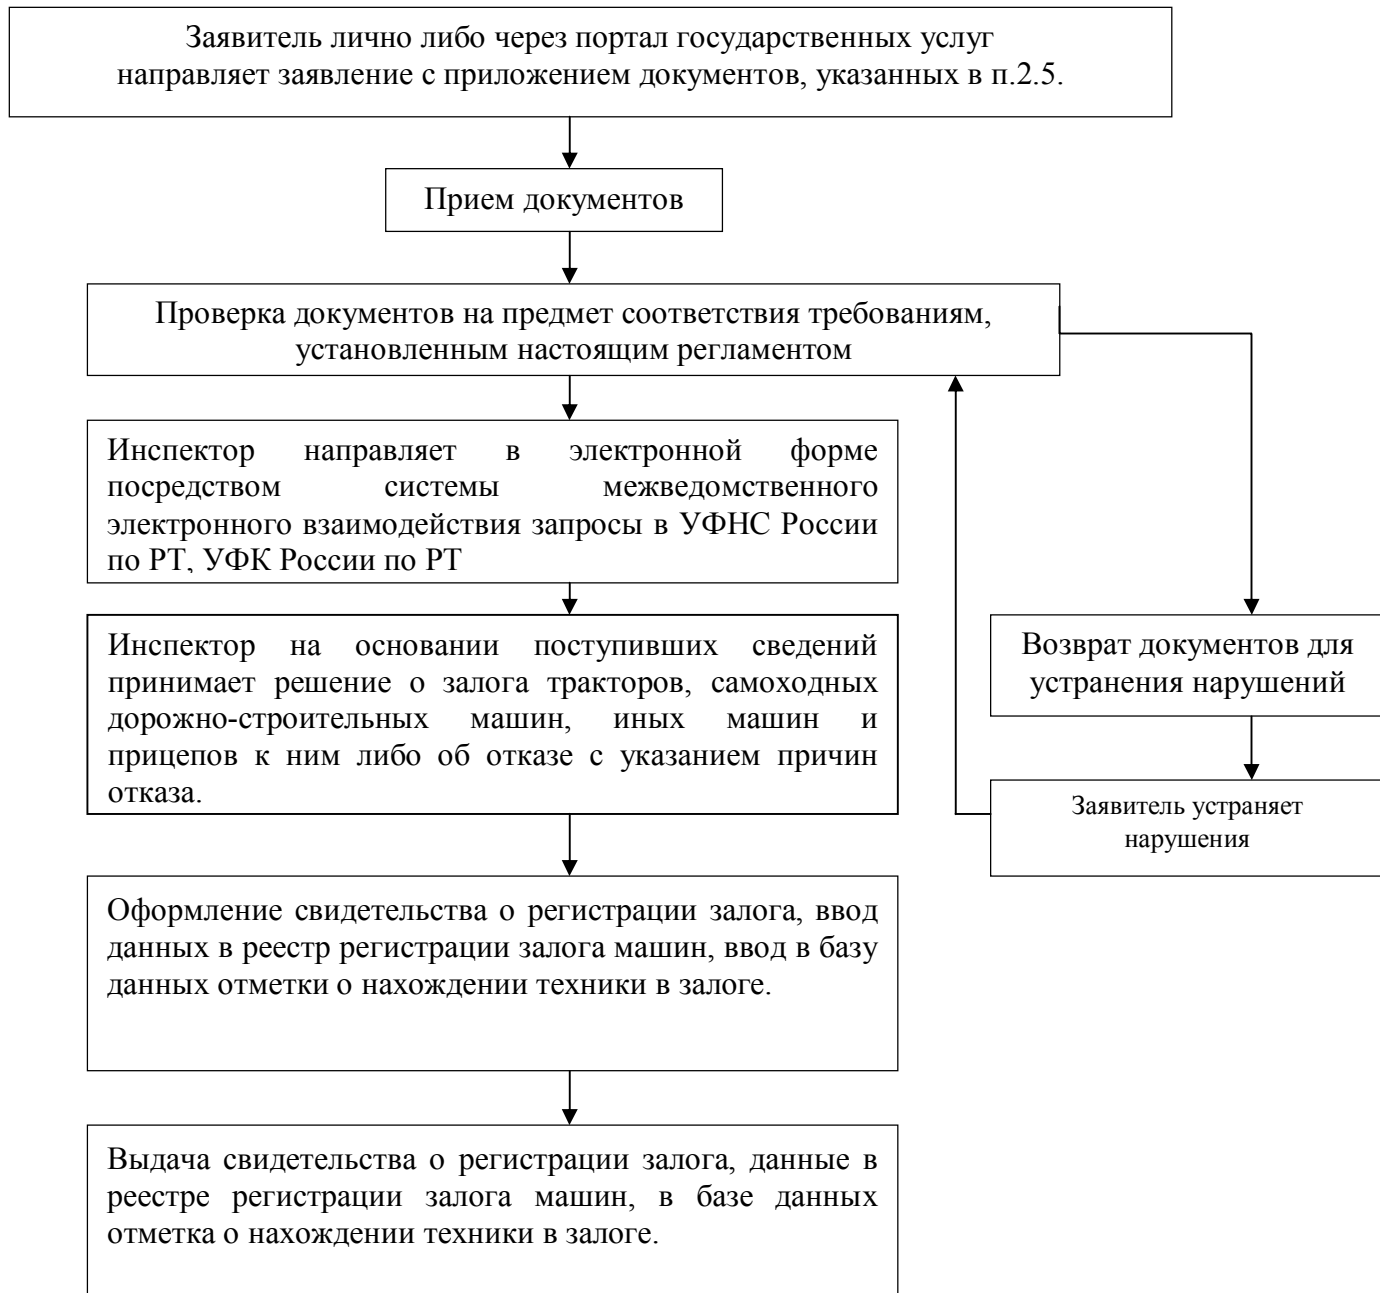 Заявитель лично либо через портал государственных услуг
направляет заявление с приложением документов, указанных в п.2.5.
Прием документов
Проверка документов на предмет соответствия требованиям,
установленным настоящим регламентом
Инспектор направляет в электронной форме
посредством системы межведомственного
электронного взаимодействия запросы в УФНС России
по РТ, УФК России по РТ
Инспектор на основании поступивших сведений
принимает решение о залога тракторов, самоходных
дорожно-строительных машин, иных машин и
прицепов к ним либо об отказе с указанием причин
отказа.
Возврат документов для
устранения нарушений
Заявитель устраняет
нарушения
Оформление свидетельства о регистрации залога, ввод
данных в реестр регистрации залога машин, ввод в базу
данных отметки о нахождении техники в залоге.
Выдача свидетельства о регистрации залога, данные в
реестре регистрации залога машин, в базе данных
отметка о нахождении техники в залоге.